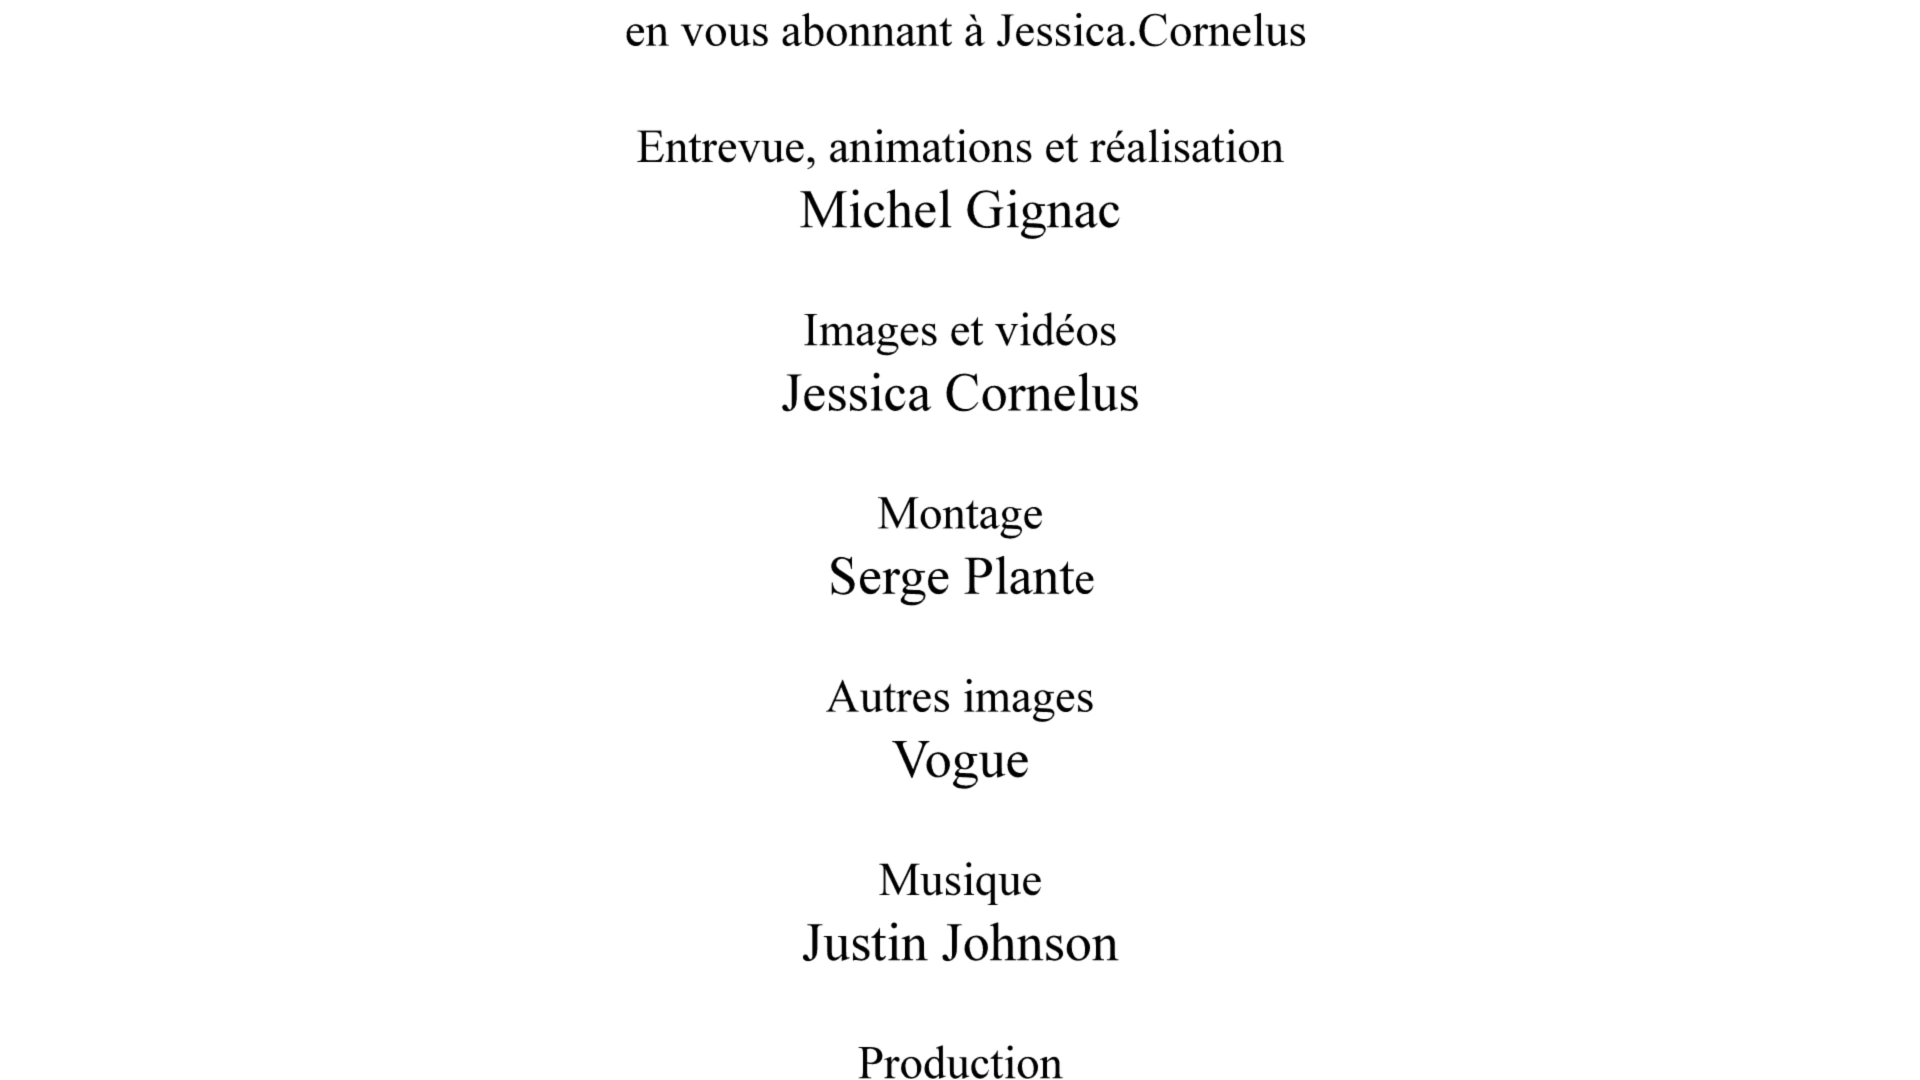 en vous abonnant à Jessica.Cornelus
Entrevue, animations et réalisation
Michel Gignac
Images et vidéos
Jessica Cornelus
Montage
Serge Plante
Autres images
Vogue
Musique
Justin Johnson
Production